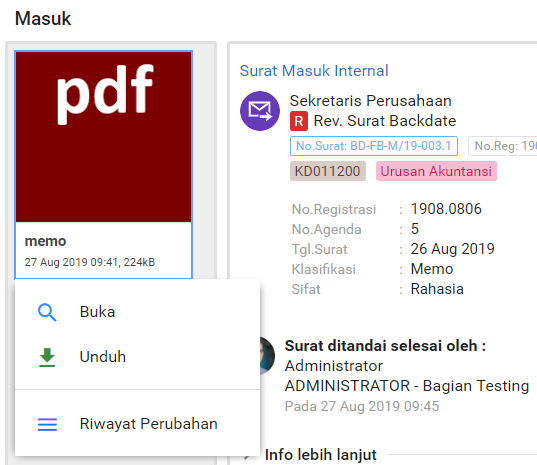 Masuk
pdf
memo
27 Aug 2019 09:41, 224kB
Buka
Unduh
Riwayat Perubahan
Surat Masuk Internal
Sekretaris Perusahaan
R Rev. Surat Backdate
No.Surat: BD-FB-M/19-003.1 No.Reg: 190
KD011200 Urusan Akuntansi
No.Registrasi : 1908.0806
No.Agenda : 5
Tgl.Surat : 26 Aug 2019
Klasifikasi : Memo
Sifat : Rahasia
Surat ditandai selesai oleh :
Administrator
ADMINISTRATOR - Bagian Testing
Pada 27 Aug 2019 09:45
Info lebih lanjut